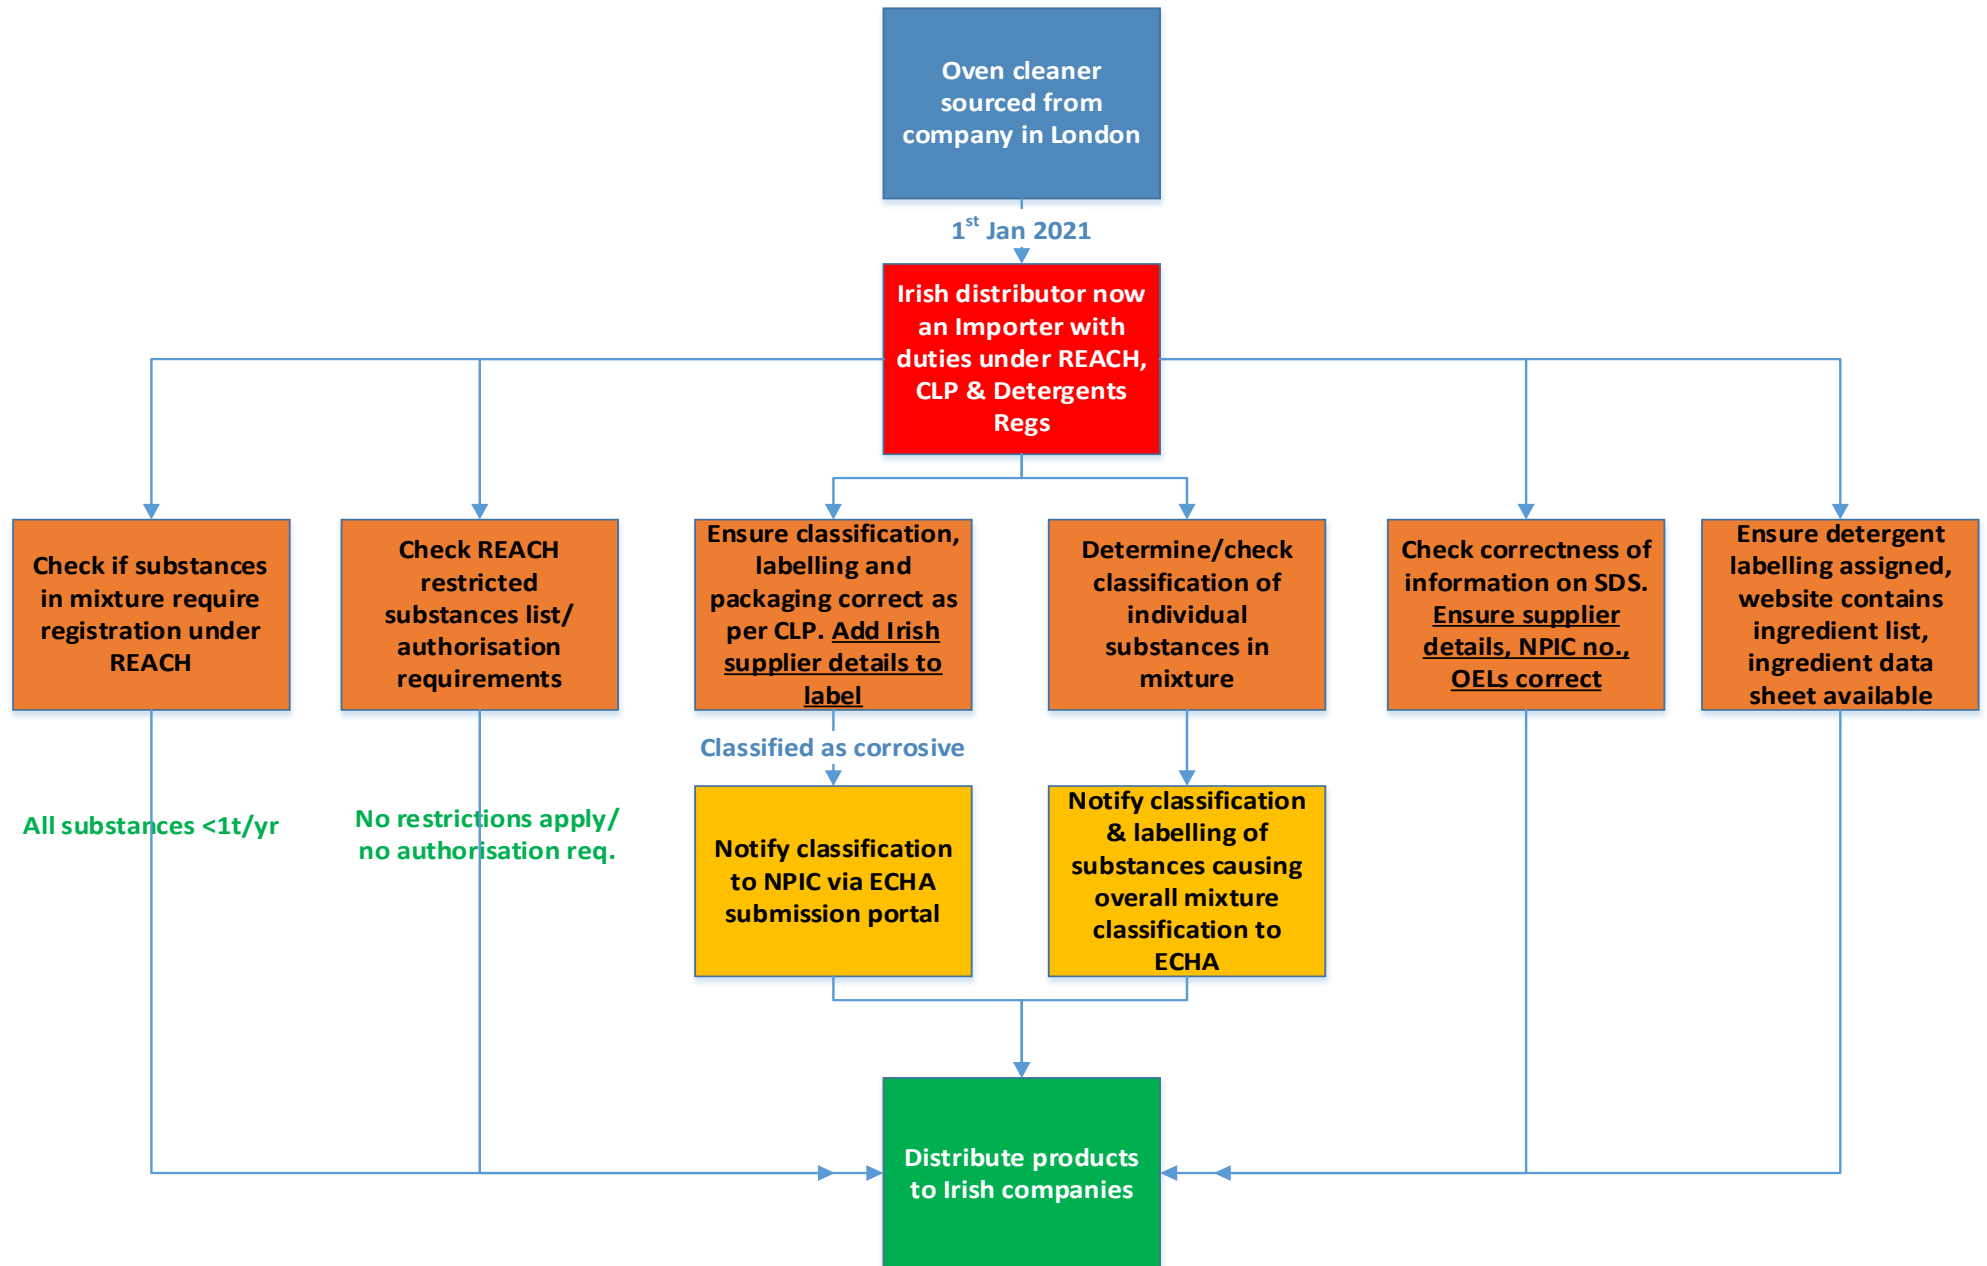 Oven cleaner
sourced from
company in London
1st Jan 2021
Irish distributor now
an Importer with
duties under REACH,
CLP & Detergents
Regs
Check if substances
in mixture require
registration under
REACH
Check REACH
restricted
substances list/
authorisation
requirements
Ensure classification,
labelling and
packaging correct as
per CLP. Add Irish
supplier details to
label
Determine/check
classification of
individual
substances in
mixture
Check correctness of
information on SDS.
Ensure supplier
details, NPIC no.,
OELs correct
Ensure detergent
labelling assigned,
website contains
ingredient list,
ingredient data
sheet available
Classified as corrosive
All substances <1t/yr
No restrictions apply/
no authorisation req.
Notify classification
to NPIC via ECHA
submission portal
Notify classification
& labelling of
substances causing
overall mixture
classification to
ECHA
Distribute products
to Irish companies